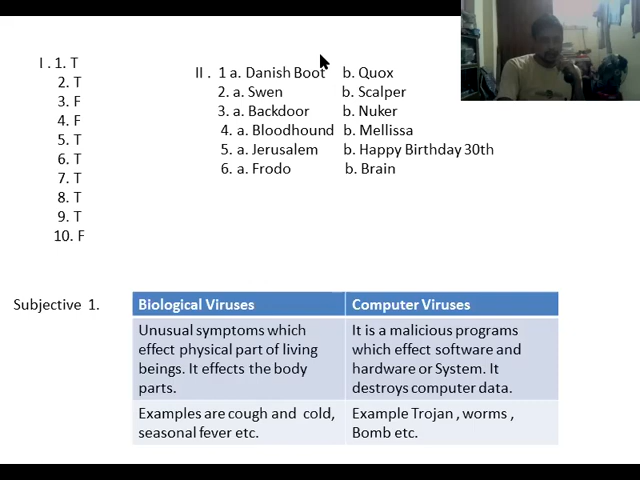 I . 1. T
2. T
3. F
4. F
5. T
6. T
7. T
8. T
9. T
10. F
II . 1 a. Danish Boot b. Quox
2. a. Swen b. Scalper
3. a. Backdoor b. Nuker
4. a. Bloodhound b. Mellissa
5. a. Jerusalem b. Happy Birthday 30th
6. a. Frodo b. Brain
Subjective 1.
Biological Viruses
Unusual symptoms which
effect physical part of living
beings. It effects the body
parts.
Examples are cough and cold,
seasonal fever etc.
Computer Viruses
It is a malicious programs
which effect software and
hardware or System. It
destroys computer data.
Example Trojan , worms ,
Bomb etc.